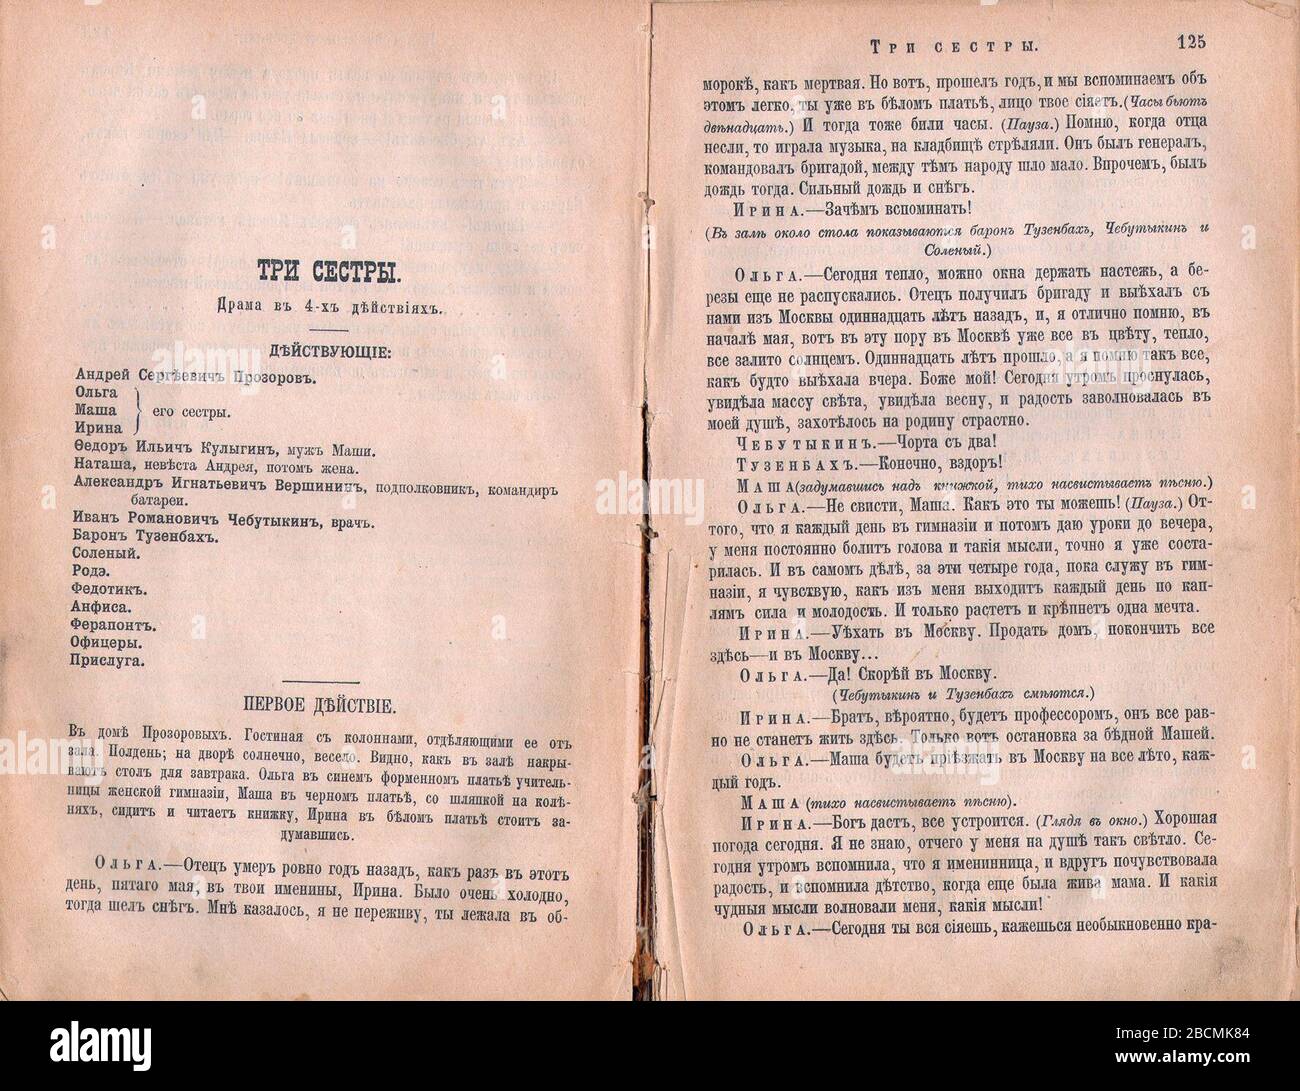 ТРИ СЕСТРЫ.
Драма въ 4-хъ дѣйствіяхъ.
ДѢЙСТВУЮЩІЕ:
Андрей Сергѣевичъ Прозоровъ.
Ольга
Маша } его сестры.
Ирина
Ѳедоръ Ильичъ Кулыгинъ, мужъ Маши.
Наташа, невѣста Андрея, потомъ жена.
Александръ Игнатьевичъ Вершининъ, подполковникъ, командиръ
батареи.
Иванъ Романовичъ Чебутыкинъ, врачъ.
Баронъ Тузенбахъ.
Соленый.
Родэ.
Федотикъ.
Анфиса.
Ферапонтъ.
Офицеры.
Прислуга.
ПЕРВОЕ ДѢЙСТВІЕ.
Въ домѣ Прозоровыхъ. Гостиная съ колоннами, отдѣляющими ее отъ
зала. Полдень; на дворѣ солнечно, весело. Видно, какъ въ залѣ накры-
ваютъ столъ для завтрака. Ольга въ синемъ форменномъ платьѣ учитель-
ницы женской гимназіи, Маша въ черномъ платьѣ, со шляпкой на колѣ-
няхъ, сидитъ и читаетъ книжку, Ирина въ бѣломъ платьѣ стоитъ за-
думавшись.
Ольга.—Отецъ умеръ ровно годъ назадъ, какъ разъ въ этотъ
день, пятаго мая, въ твои именины, Ирина. Было очень холодно,
тогда шелъ снѣгъ. Мнѣ казалось, я не переживу, ты лежала въ об-
Три сестры. 125
морокѣ, какъ мертвая. Но вотъ, прошелъ годъ, и мы вспоминаемъ объ
этомъ легко, ты уже въ бѣломъ платьѣ, лицо твое сіяетъ. (Часы бьютъ
двѣнадцать.) И тогда тоже били часы. (Пауза.) Помню, когда отца
несли, то играла музыка, на кладбищѣ стрѣляли. Онъ былъ генералъ,
командовалъ бригадой, между тѣмъ народу шло мало. Впрочемъ, былъ
дождь тогда. Сильный дождь и снѣгъ.
Ирина.—Зачѣмъ вспоминать!
(Въ залѣ около стола показываются баронъ Тузенбахъ, Чебутыкинъ и
Соленый.)
Ольга.—Сегодня тепло, можно окна держать настежь, а бе-
резы еще не распускались. Отецъ получилъ бригаду и выѣхалъ съ
нами изъ Москвы одиннадцать лѣтъ назадъ, и, я отлично помню, въ
началѣ мая, вотъ въ эту пору въ Москвѣ уже все въ цвѣту, тепло,
все залито солнцемъ. Одиннадцать лѣтъ прошло, а я помню такъ все,
какъ будто выѣхала вчера. Боже мой! Сегодня утромъ проснулась,
увидѣла массу свѣта, увидѣла весну, и радость заволновалась въ
моей душѣ, захотѣлось на родину страстно.
Чебутыкинъ.—Чорта съ два!
Тузенбахъ.—Конечно, вздоръ!
Маша (задумавшись надъ книжкой, тихо насвистываетъ пѣсню.)
Ольга.—Не свисти, Маша. Какъ это ты можешь! (Пауза.) От-
того, что я каждый день въ гимназіи и потомъ даю уроки до вечера,
у меня постоянно болитъ голова и такія мысли, точно я уже соста-
рилась. И въ самомъ дѣлѣ, за эти четыре года, пока служу въ гим-
назіи, я чувствую, какъ изъ меня выходитъ каждый день по кап-
лямъ сила и молодость. И только растетъ и крѣпнетъ одна мечта.
Ирина.—Уѣхать въ Москву. Продать домъ, покончить все
здѣсь—и въ Москву...
Ольга.—Да! Скорѣй въ Москву.
(Чебутыкинъ и Тузенбахъ смѣются.)
Ирина.—Братъ, вѣроятно, будетъ профессоромъ, онъ все рав-
но не станетъ жить здѣсь. Только вотъ остановка за бѣдной Машей.
Ольга.—Маша будетъ пріѣзжать въ Москву на все лѣто, каж-
дый годъ.
Маша (тихо насвистываетъ пѣсню).
Ирина.—Богъ дастъ, все устроится. (Глядя въ окно.) Хорошая
погода сегодня. Я не знаю, отчего у меня на душѣ такъ свѣтло. Се-
годня утромъ вспомнила, что я именинница, и вдругъ почувствовала
радость, и вспомнила дѣтство, когда еще была жива мама. И какія
чудныя мысли волновали меня, какія мысли!
Ольга.—Сегодня ты вся сіяешь, кажешься необыкновенно кра-
alamy
Image ID: 2BCMK84
www.alamy.com